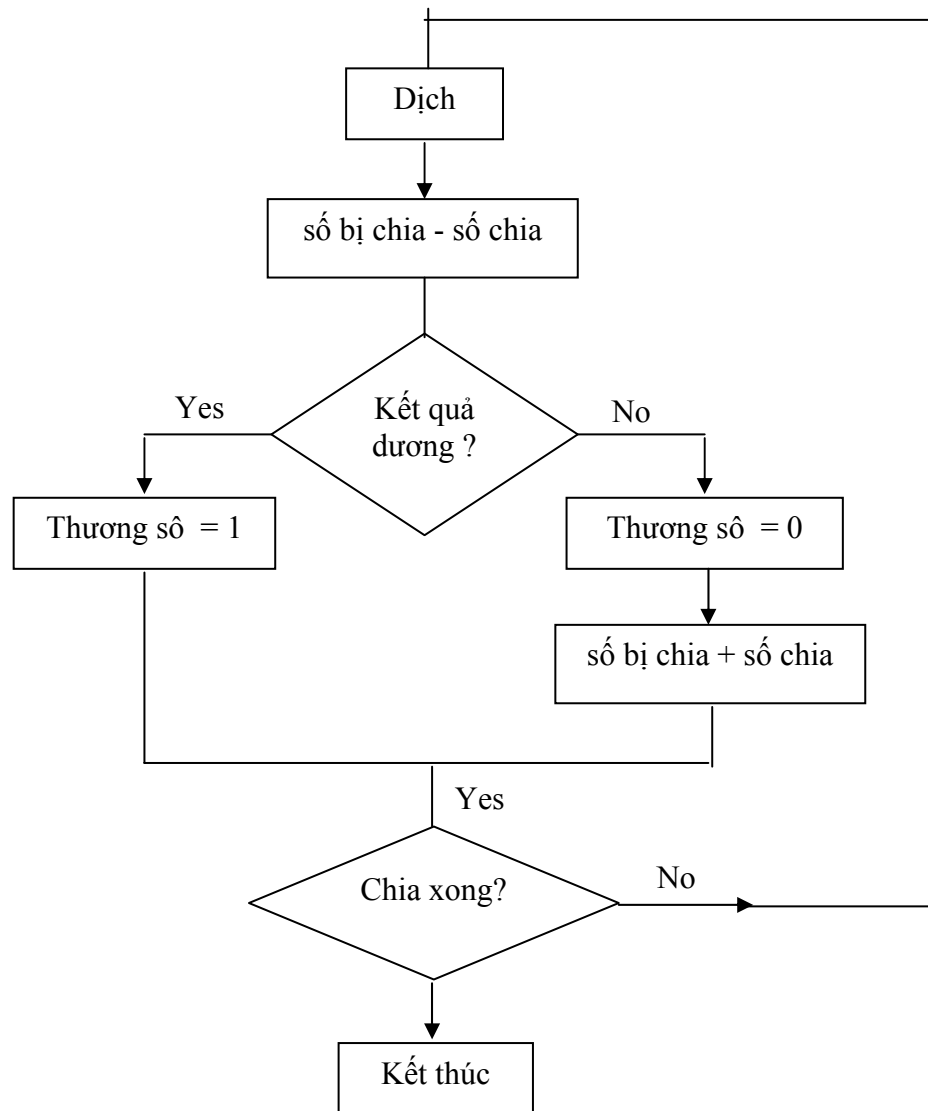 Dịch
số bị chia - số chia
Kết quả
dương ?
Yes
No
Thương sô = 1
Thương sô = 0
số bị chia + số chia
Yes
Chia xong?
No
Kết thúc